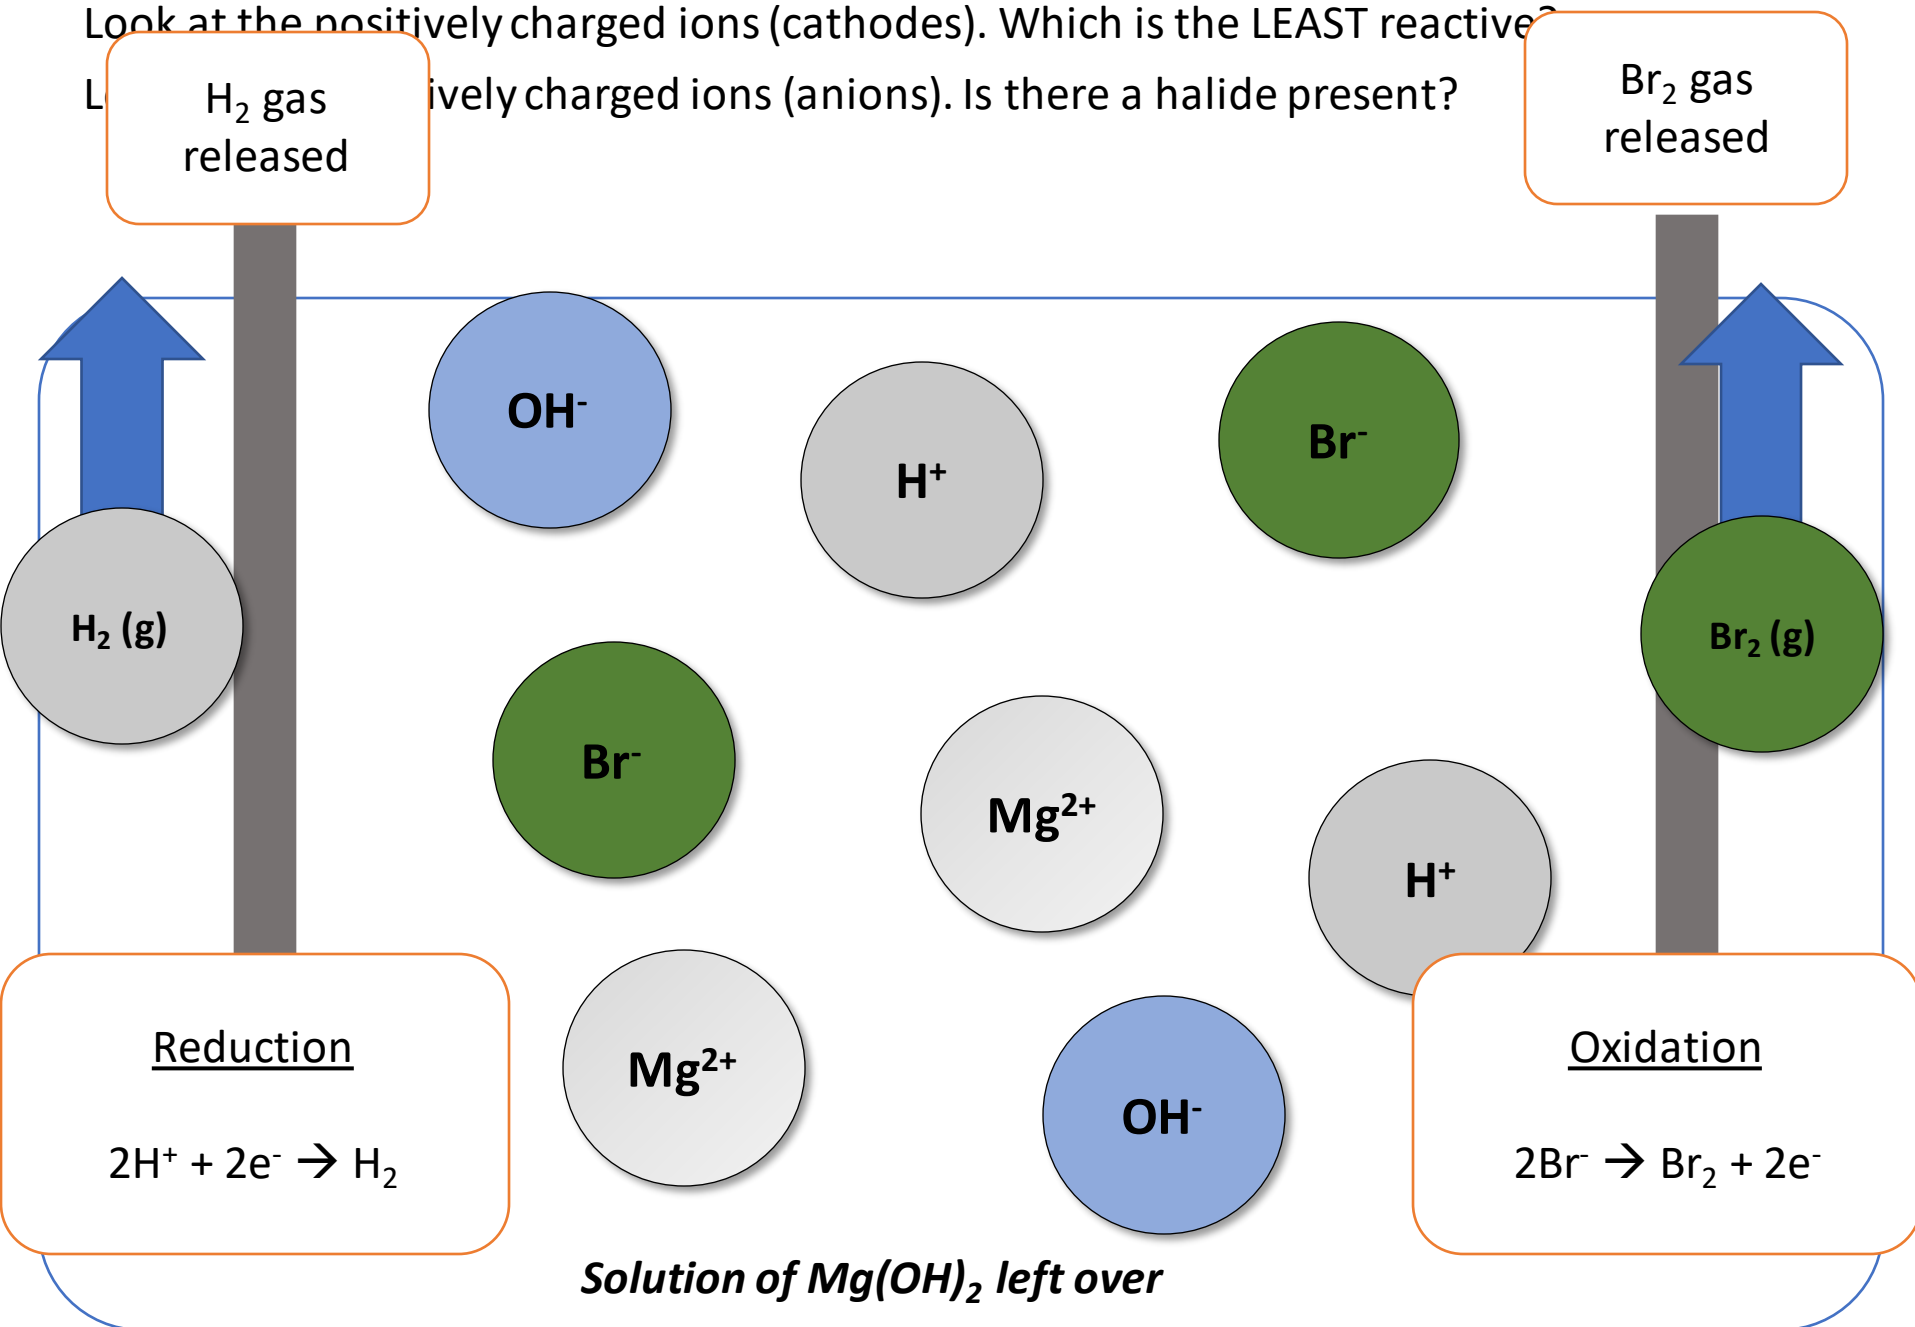 Look at the positively charged ions (cathodes). Which is the LEAST reactive?
ively charged ions (anions). Is there a halide present?
H₂ gas
released
Br₂ gas
released
OH⁻
H⁺
Br⁻
H₂ (g)
Br₂ (g)
Br⁻
Mg²⁺
H⁺
Mg²⁺
OH⁻
Reduction
2H⁺ + 2e⁻ → H₂
Oxidation
2Br⁻ → Br₂ + 2e⁻
Solution of Mg(OH)₂ left over